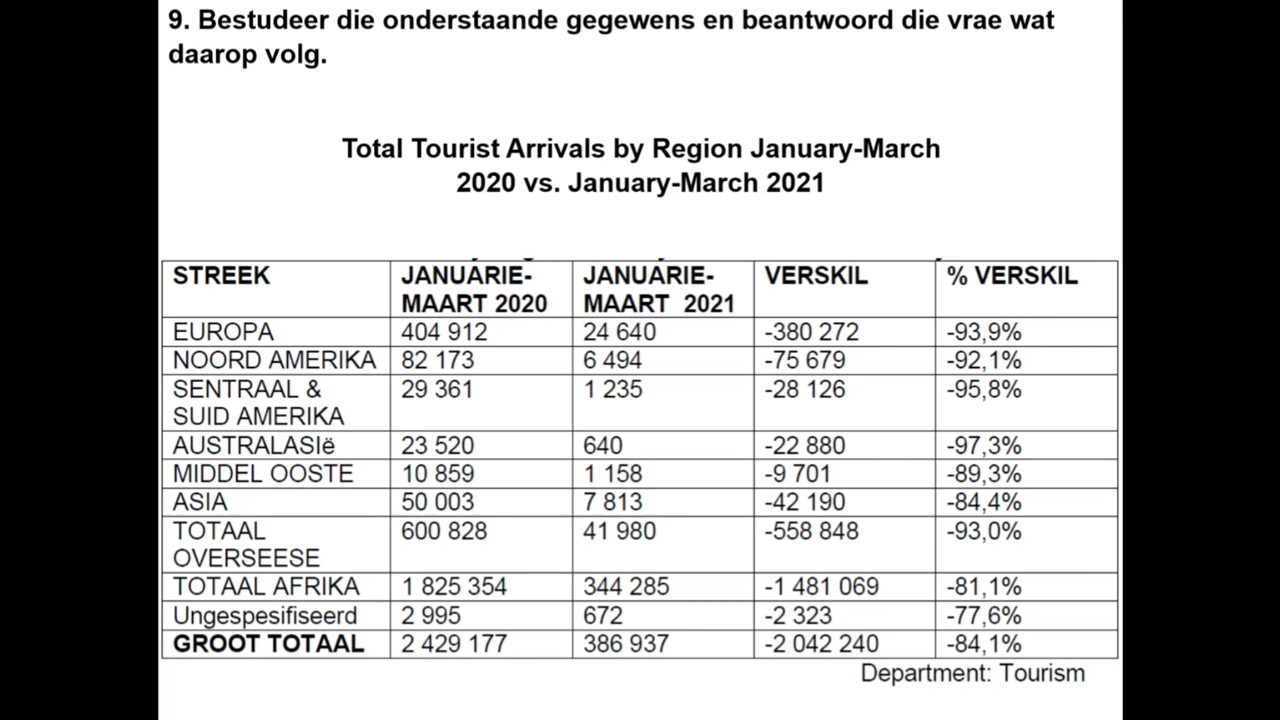 9. Bestudeer die onderstaande gegewens en beantwoord die vrae wat
daarop volg.
Total Tourist Arrivals by Region January-March
2020 vs. January-March 2021
STREEK JANUARIE-MAART 2020 JANUARIE-MAART 2021 VERSKIL % VERSKIL
EUROPA 404 912 24 640 -380 272 -93,9%
NOORD AMERIKA 82 173 6 494 -75 679 -92,1%
SENTRAAL & SUID AMERIKA 29 361 1 235 -28 126 -95,8%
AUSTRALASIë 23 520 640 -22 880 -97,3%
MIDDEL OOSTE 10 859 1 158 -9 701 -89,3%
ASIA 50 003 7 813 -42 190 -84,4%
TOTAAL OVERSEESE 600 828 41 980 -558 848 -93,0%
TOTAAL AFRIKA 1 825 354 344 285 -1 481 069 -81,1%
Ungespesifiseerd 2 995 672 -2 323 -77,6%
GROOT TOTAAL 2 429 177 386 937 -2 042 240 -84,1%
Department: Tourism